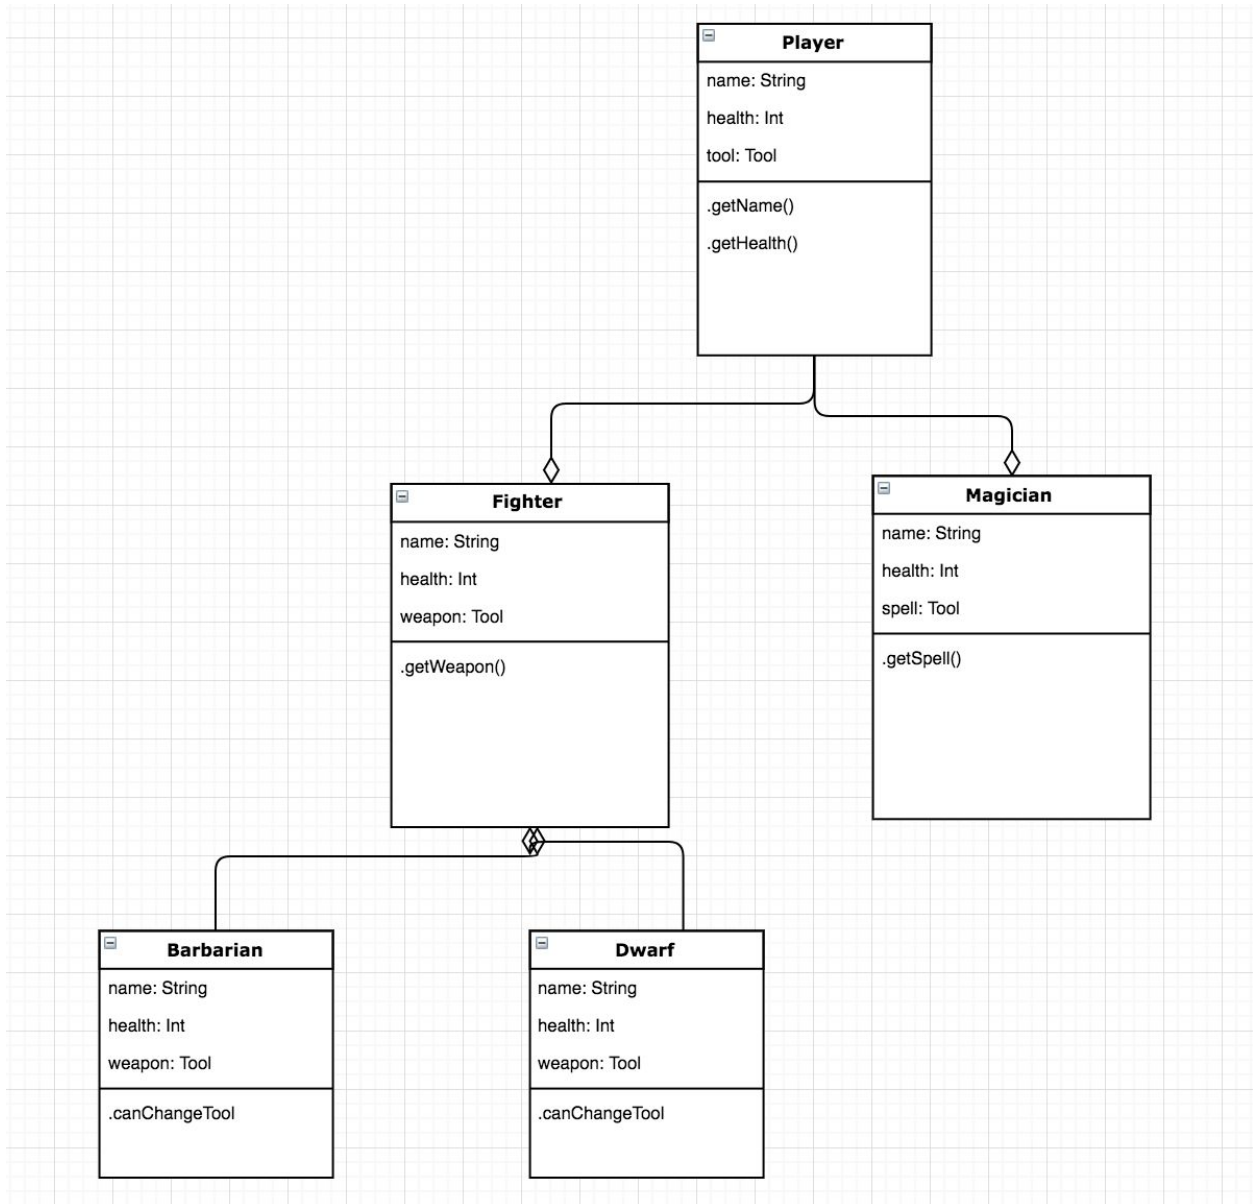 Player
name: String
health: Int
tool: Tool
.getName()
.getHealth()
Fighter
name: String
health: Int
weapon: Tool
.getWeapon()
Magician
name: String
health: Int
spell: Tool
.getSpell()
Barbarian
name: String
health: Int
weapon: Tool
.canChangeTool
Dwarf
name: String
health: Int
weapon: Tool
.canChangeTool